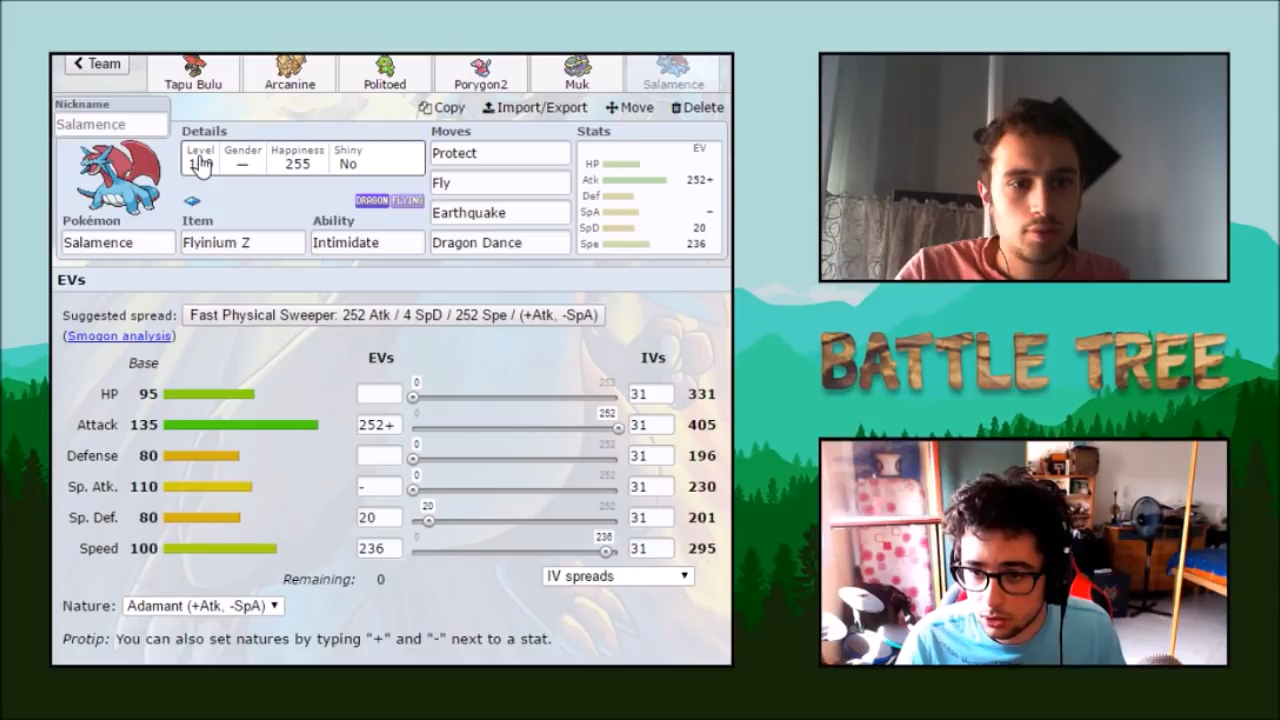 Team
Tapu Bulu
Arcanine
Politoed
Porygon2
Muk
Salamence
Nickname
Salamence
Copy Import/Export Move Delete
Details
Level Gender Happiness Shiny
— 255 No
DRAGON FLYING
Pokémon Item Ability
Salamence Flyinium Z Intimidate
Moves
Protect
Fly
Earthquake
Dragon Dance
Stats
EV
HP
Atk 252+
Def
SpA –
SpD 20
Spe 236
EVs
Suggested spread: Fast Physical Sweeper: 252 Atk / 4 SpD / 252 Spe / (+Atk, -SpA)
(Smogon analysis)
Base EVs IVs
HP 95 0 252 31 331
Attack 135 252+ 0 252 31 405
Defense 80 0 252 31 196
Sp. Atk. 110 - 0 252 31 230
Sp. Def. 80 20 20 252 31 201
Speed 100 236 0 236 31 295
Remaining: 0 IV spreads
Nature: Adamant (+Atk, -SpA)
Protip: You can also set natures by typing "+" and "-" next to a stat.
BATTLE TREE